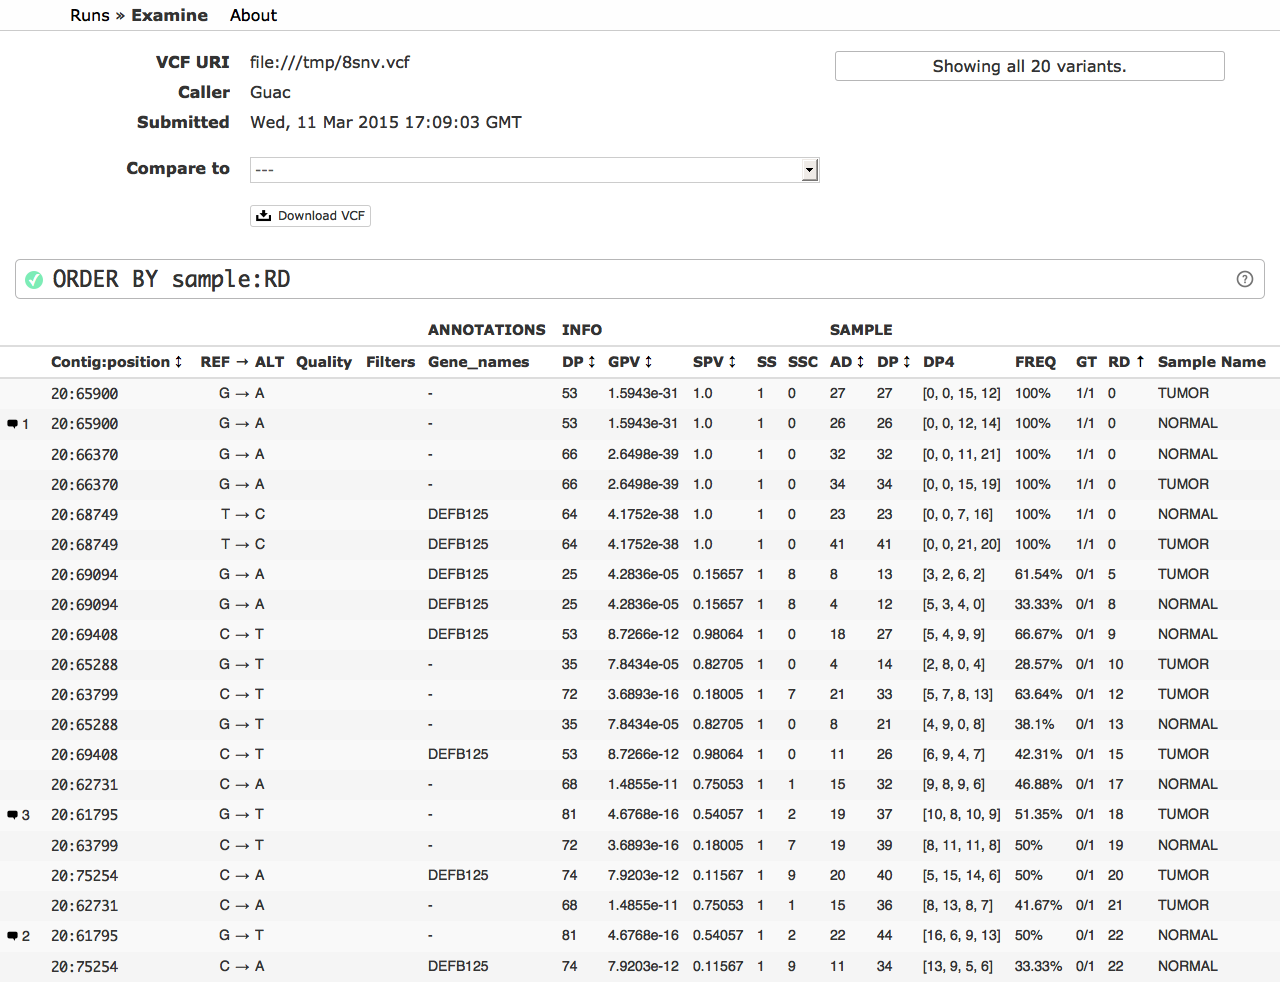 Runs » Examine About
VCF URI file:///tmp/8snv.vcf
Showing all 20 variants.
Caller Guac
Submitted Wed, 11 Mar 2015 17:09:03 GMT
Compare to ---
Download VCF
ORDER BY sample:RD ?
ANNOTATIONS INFO SAMPLE
Contig:position REF → ALT Quality Filters Gene_names DP GPV SPV SS SSC AD DP DP4 FREQ GT RD Sample Name
20:65900 G → A - 53 1.5943e-31 1.0 1 0 27 27 [0, 0, 15, 12] 100% 1/1 0 TUMOR
1 20:65900 G → A - 53 1.5943e-31 1.0 1 0 26 26 [0, 0, 12, 14] 100% 1/1 0 NORMAL
20:66370 G → A - 66 2.6498e-39 1.0 1 0 32 32 [0, 0, 11, 21] 100% 1/1 0 NORMAL
20:66370 G → A - 66 2.6498e-39 1.0 1 0 34 34 [0, 0, 15, 19] 100% 1/1 0 TUMOR
20:68749 T → C DEFB125 64 4.1752e-38 1.0 1 0 23 23 [0, 0, 7, 16] 100% 1/1 0 NORMAL
20:68749 T → C DEFB125 64 4.1752e-38 1.0 1 0 41 41 [0, 0, 21, 20] 100% 1/1 0 TUMOR
20:69094 G → A DEFB125 25 4.2836e-05 0.15657 1 8 8 13 [3, 2, 6, 2] 61.54% 0/1 5 TUMOR
20:69094 G → A DEFB125 25 4.2836e-05 0.15657 1 8 4 12 [5, 3, 4, 0] 33.33% 0/1 8 NORMAL
20:69408 C → T DEFB125 53 8.7266e-12 0.98064 1 0 18 27 [5, 4, 9, 9] 66.67% 0/1 9 NORMAL
20:65288 G → T - 35 7.8434e-05 0.82705 1 0 4 14 [2, 8, 0, 4] 28.57% 0/1 10 TUMOR
20:63799 C → T - 72 3.6893e-16 0.18005 1 7 21 33 [5, 7, 8, 13] 63.64% 0/1 12 TUMOR
20:65288 G → T - 35 7.8434e-05 0.82705 1 0 8 21 [4, 9, 0, 8] 38.1% 0/1 13 NORMAL
20:69408 C → T DEFB125 53 8.7266e-12 0.98064 1 0 11 26 [6, 9, 4, 7] 42.31% 0/1 15 TUMOR
20:62731 C → A - 68 1.4855e-11 0.75053 1 1 15 32 [9, 8, 9, 6] 46.88% 0/1 17 NORMAL
3 20:61795 G → T - 81 4.6768e-16 0.54057 1 2 19 37 [10, 8, 10, 9] 51.35% 0/1 18 TUMOR
20:63799 C → T - 72 3.6893e-16 0.18005 1 7 19 39 [8, 11, 11, 8] 50% 0/1 19 NORMAL
20:75254 C → A DEFB125 74 7.9203e-12 0.11567 1 9 20 40 [5, 15, 14, 6] 50% 0/1 20 TUMOR
20:62731 C → A - 68 1.4855e-11 0.75053 1 1 15 36 [8, 13, 8, 7] 41.67% 0/1 21 TUMOR
2 20:61795 G → T - 81 4.6768e-16 0.54057 1 2 22 44 [16, 6, 9, 13] 50% 0/1 22 NORMAL
20:75254 C → A DEFB125 74 7.9203e-12 0.11567 1 9 11 34 [13, 9, 5, 6] 33.33% 0/1 22 NORMAL